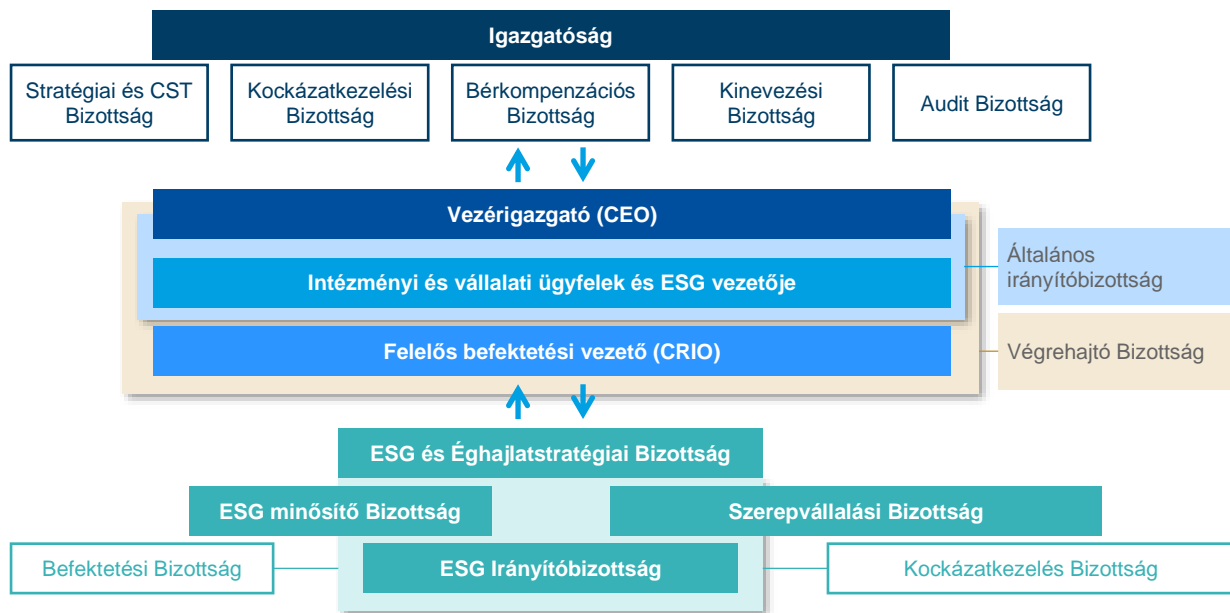 Igazgatóság
Stratégiai és CST
Bizottság
Kockázatkezelési
Bizottság
Bérkompenzációs
Bizottság
Kinevezési
Bizottság
Audit Bizottság
Vezérigazgató (CEO)
Intézményi és vállalati ügyfelek és ESG vezetője
Általános
irányítóbizottság
Felelős befektetési vezető (CRIO)
Végrehajtó Bizottság
ESG és Éghajlatstratégiai Bizottság
ESG minősítő Bizottság
Szerepvállalási Bizottság
Befektetési Bizottság
ESG Irányítóbizottság
Kockázatkezelés Bizottság